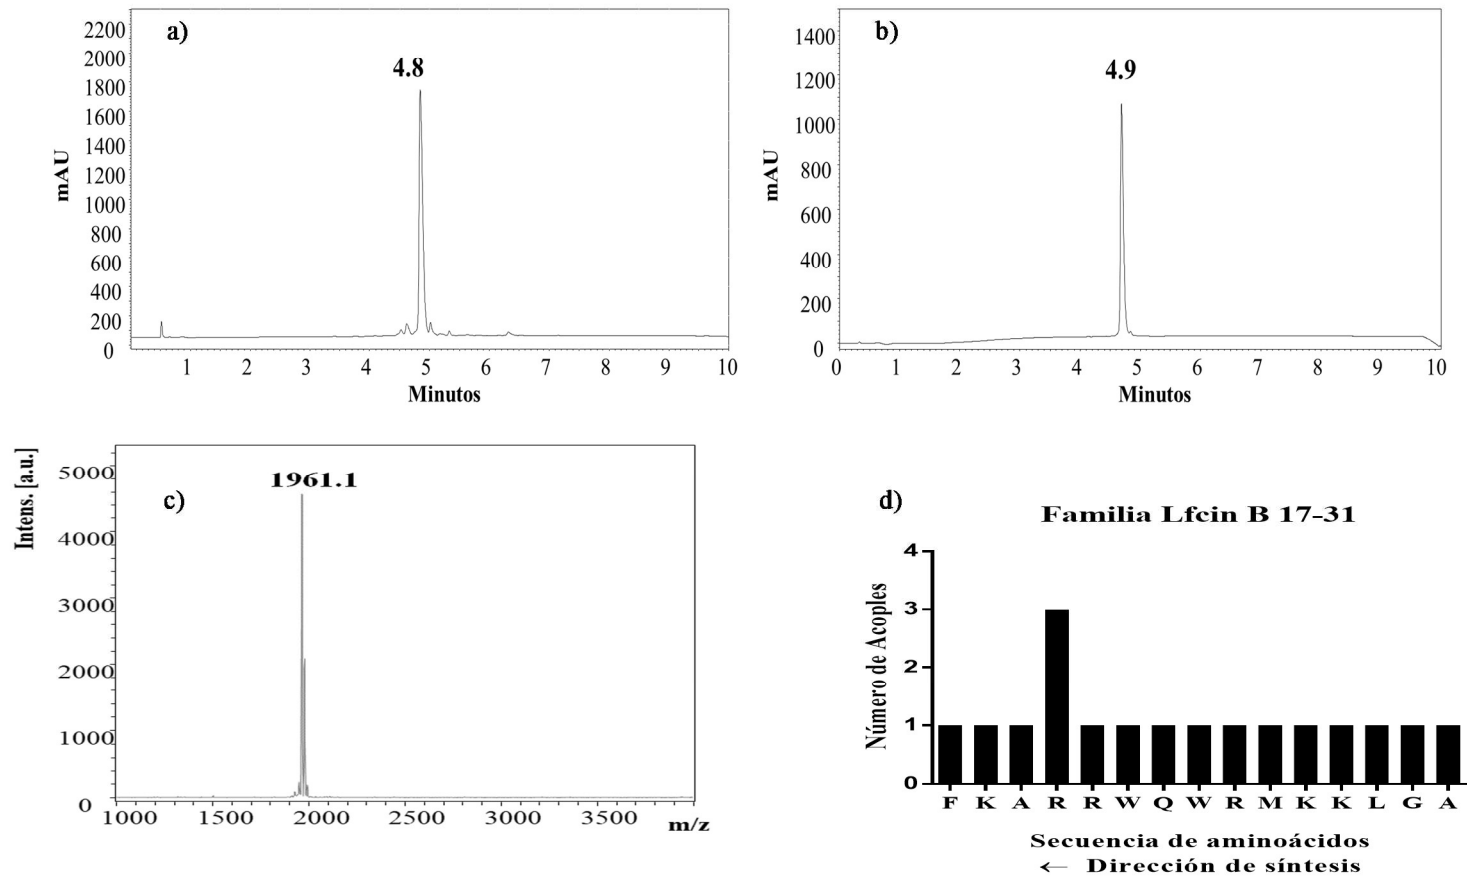 a)
4.8
mAU
2200
2000
1800
1600
1400
1200
1000
800
600
400
200
0
1 2 3 4 5 6 7 8 9 10
Minutos
b)
4.9
mAU
1400
1200
1000
800
600
400
200
0
0 1 2 3 4 5 6 7 8 9 10
Minutos
c)
1961.1
Intens. [a.u.]
5000
4000
3000
2000
1000
0
1000 1500 2000 2500 3000 3500 m/z
d)
Familia Lfcin B 17-31
Número de Acoples
4
3
2
1
0
F K A R R W Q W R M K K L G A
Secuencia de aminoácidos
← Dirección de síntesis